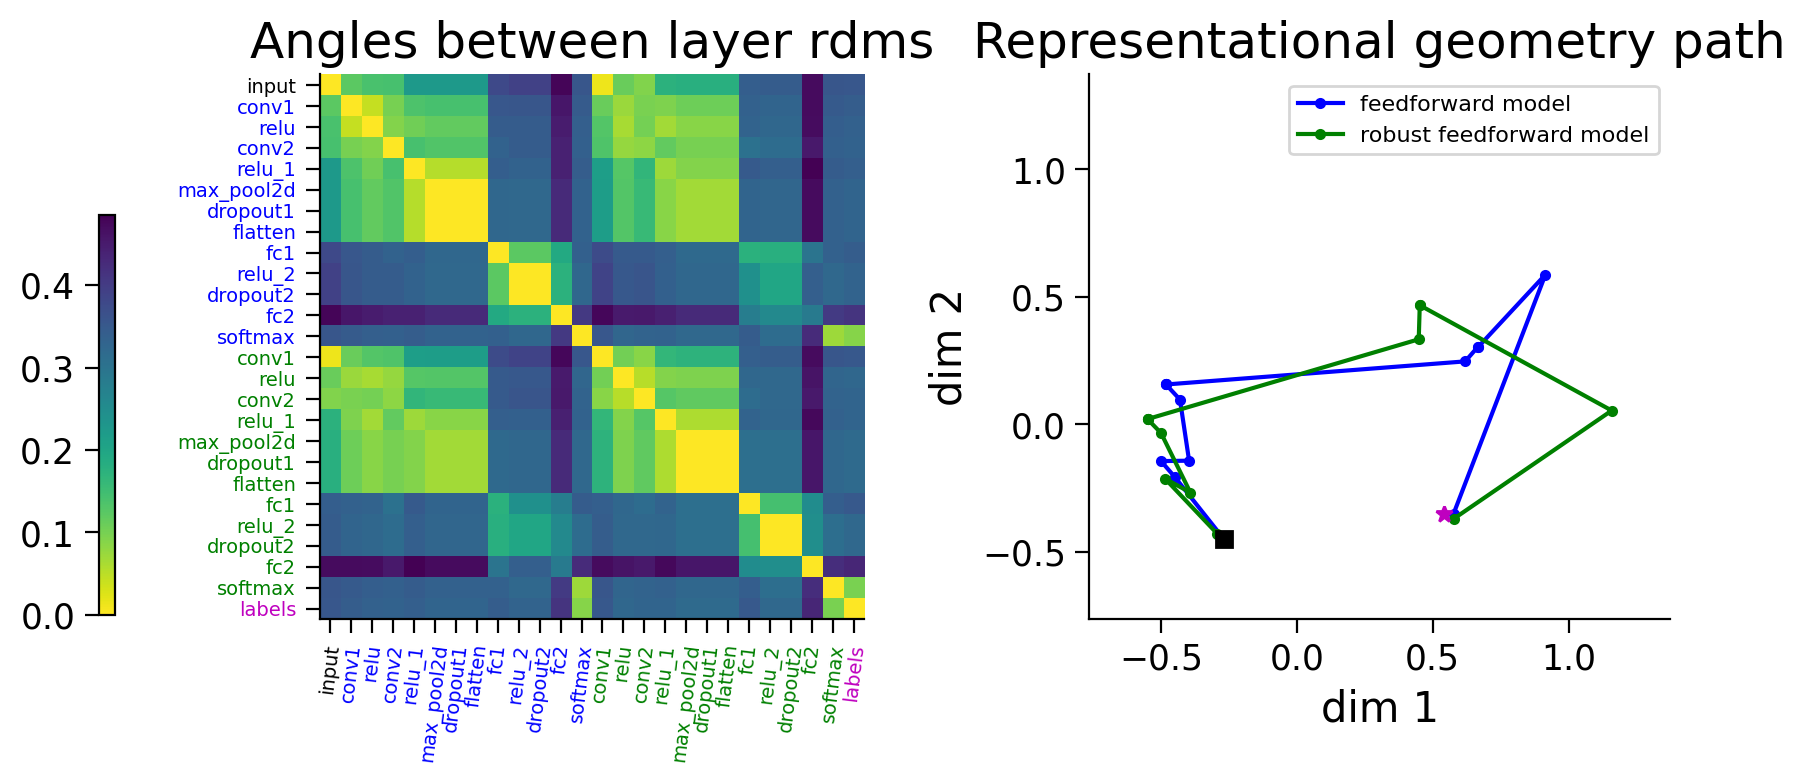 Angles between layer rdms
0.4
0.3
0.2
0.1
0.0
input
conv1
relu
conv2
relu_1
max_pool2d
dropout1
flatten
fc1
relu_2
dropout2
fc2
softmax
conv1
relu
conv2
relu_1
max_pool2d
dropout1
flatten
fc1
relu_2
dropout2
fc2
softmax
labels
input
conv1
relu
conv2
relu_1
max_pool2d
dropout1
flatten
fc1
relu_2
dropout2
fc2
softmax
conv1
relu
conv2
relu_1
max_pool2d
dropout1
flatten
fc1
relu_2
dropout2
fc2
softmax
labels
Representational geometry path
feedforward model
robust feedforward model
dim 2
1.0
0.5
0.0
−0.5
−0.5
0.0
0.5
1.0
dim 1